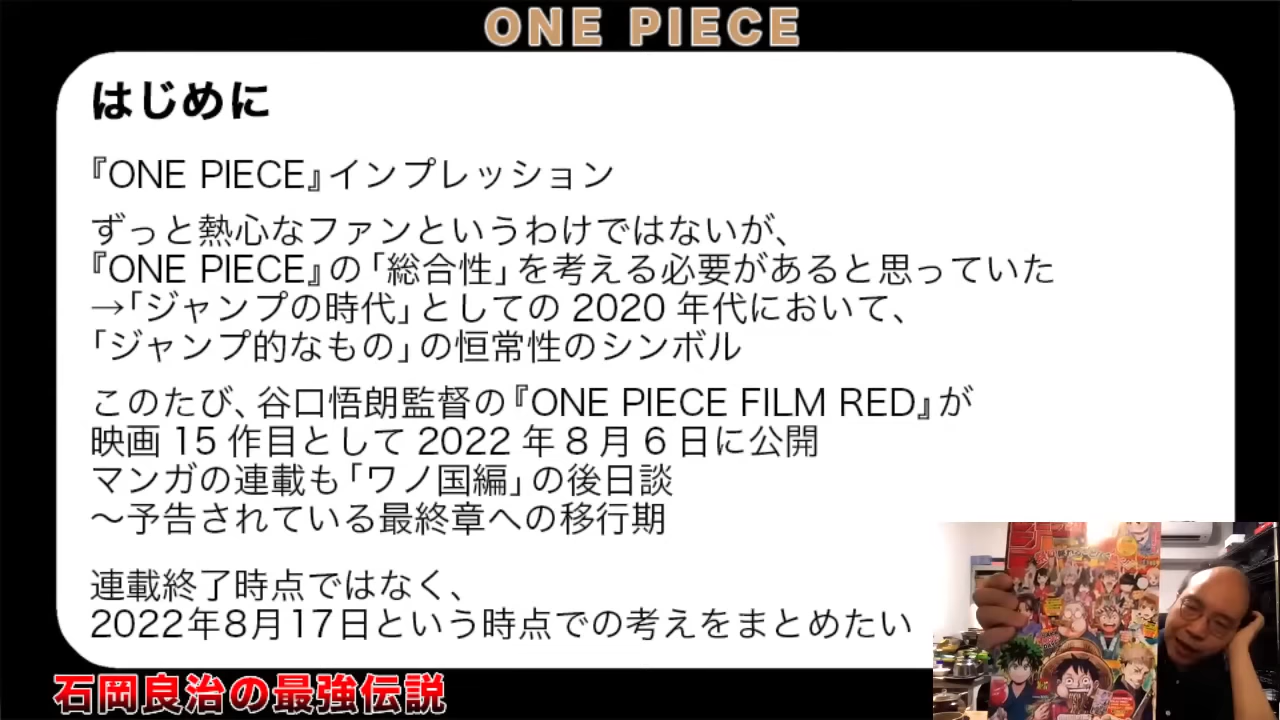 ONE PIECE
はじめに
『ONE PIECE』インプレッション
ずっと熱心なファンというわけではないが、
『ONE PIECE』の「総合性」を考える必要があると思っていた
→「ジャンプの時代」としての 2020 年代において、
「ジャンプ的なもの」の恒常性のシンボル
このたび、谷口悟朗監督の『ONE PIECE FILM RED』が
映画 15 作目として 2022 年 8 月 6 日に公開
マンガの連載も「ワノ国編」の後日談
～予告されている最終章への移行期
連載終了時点ではなく、
2022年8月17日という時点での考えをまとめたい
石岡良治の最強伝説